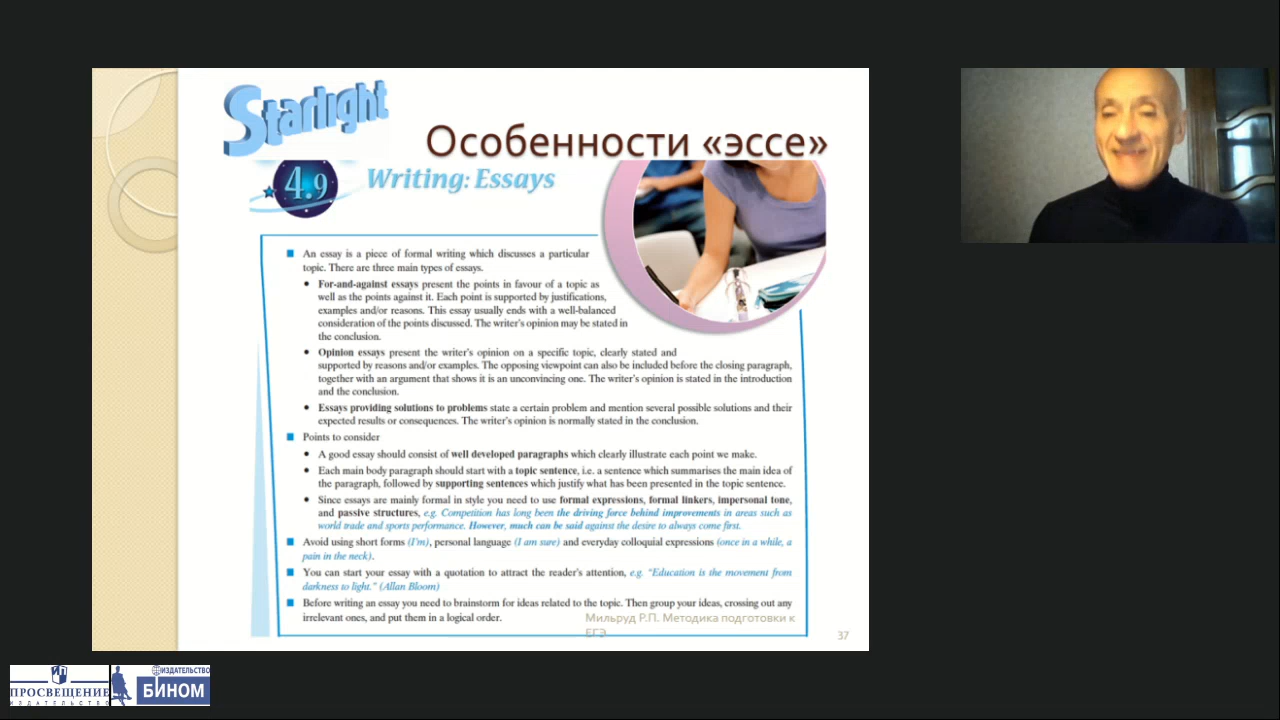 Starlight
Особенности «эссе»
4.9 Writing: Essays
An essay is a piece of formal writing which discusses a particular
topic. There are three main types of essays.
For-and-against essays present the points in favour of a topic as
well as the points against it. Each point is supported by justifications,
examples and/or reasons. This essay usually ends with a well-balanced
consideration of the points discussed. The writer's opinion may be stated in
the conclusion.
Opinion essays present the writer's opinion on a specific topic, clearly stated and
supported by reasons and/or examples. The opposing viewpoint can also be included before the closing paragraph,
together with an argument that shows it is an unconvincing one. The writer's opinion is stated in the introduction
and the conclusion.
Essays providing solutions to problems state a certain problem and mention several possible solutions and their
expected results or consequences. The writer's opinion is normally stated in the conclusion.
Points to consider
A good essay should consist of well developed paragraphs which clearly illustrate each point we make.
Each main body paragraph should start with a topic sentence, i.e. a sentence which summarises the main idea of
the paragraph, followed by supporting sentences which justify what has been presented in the topic sentence.
Since essays are mainly formal in style you need to use formal expressions, formal linkers, impersonal tone,
and passive structures, e.g. Competition has long been the driving force behind improvements in areas such as
world trade and sports performance. However, much can be said against the desire to always come first.
Avoid using short forms (I'm), personal language (I am sure) and everyday colloquial expressions (once in a while, a
pain in the neck).
You can start your essay with a quotation to attract the reader's attention, e.g. "Education is the movement from
darkness to light." (Allan Bloom)
Before writing an essay you need to brainstorm for ideas related to the topic. Then group your ideas, crossing out any
irrelevant ones, and put them in a logical order.
Мильруд Р.П. Методика подготовки к
ЕГЭ
37
ПРОСВЕЩЕНИЕ
ИЗДАТЕЛЬСТВО
ИЗДАТЕЛЬСТВО
БИНОМ